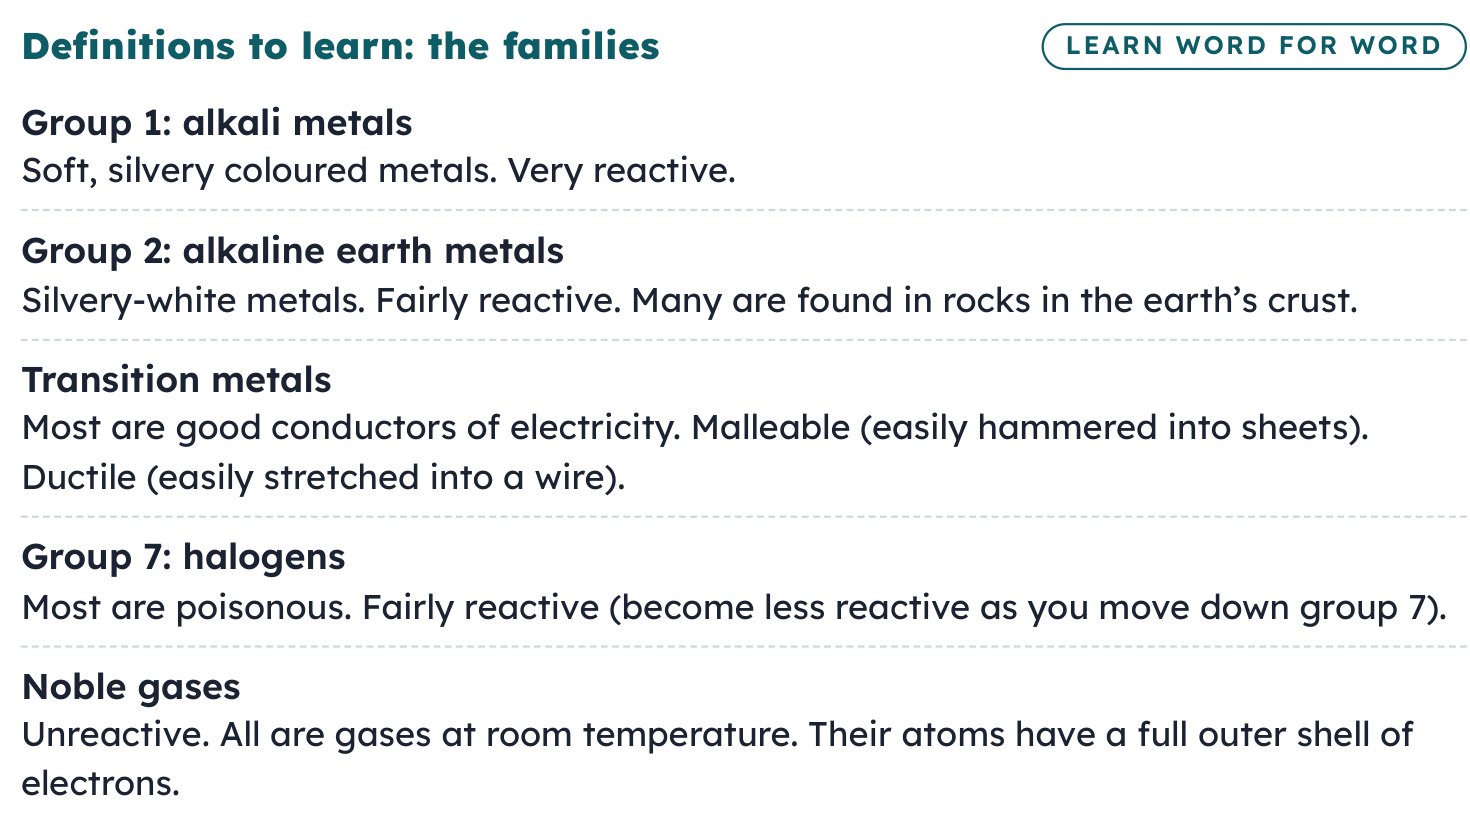 Definitions to learn: the families
LEARN WORD FOR WORD
Group 1: alkali metals
Soft, silvery coloured metals. Very reactive.
Group 2: alkaline earth metals
Silvery-white metals. Fairly reactive. Many are found in rocks in the earth’s crust.
Transition metals
Most are good conductors of electricity. Malleable (easily hammered into sheets).
Ductile (easily stretched into a wire).
Group 7: halogens
Most are poisonous. Fairly reactive (become less reactive as you move down group 7).
Noble gases
Unreactive. All are gases at room temperature. Their atoms have a full outer shell of
electrons.